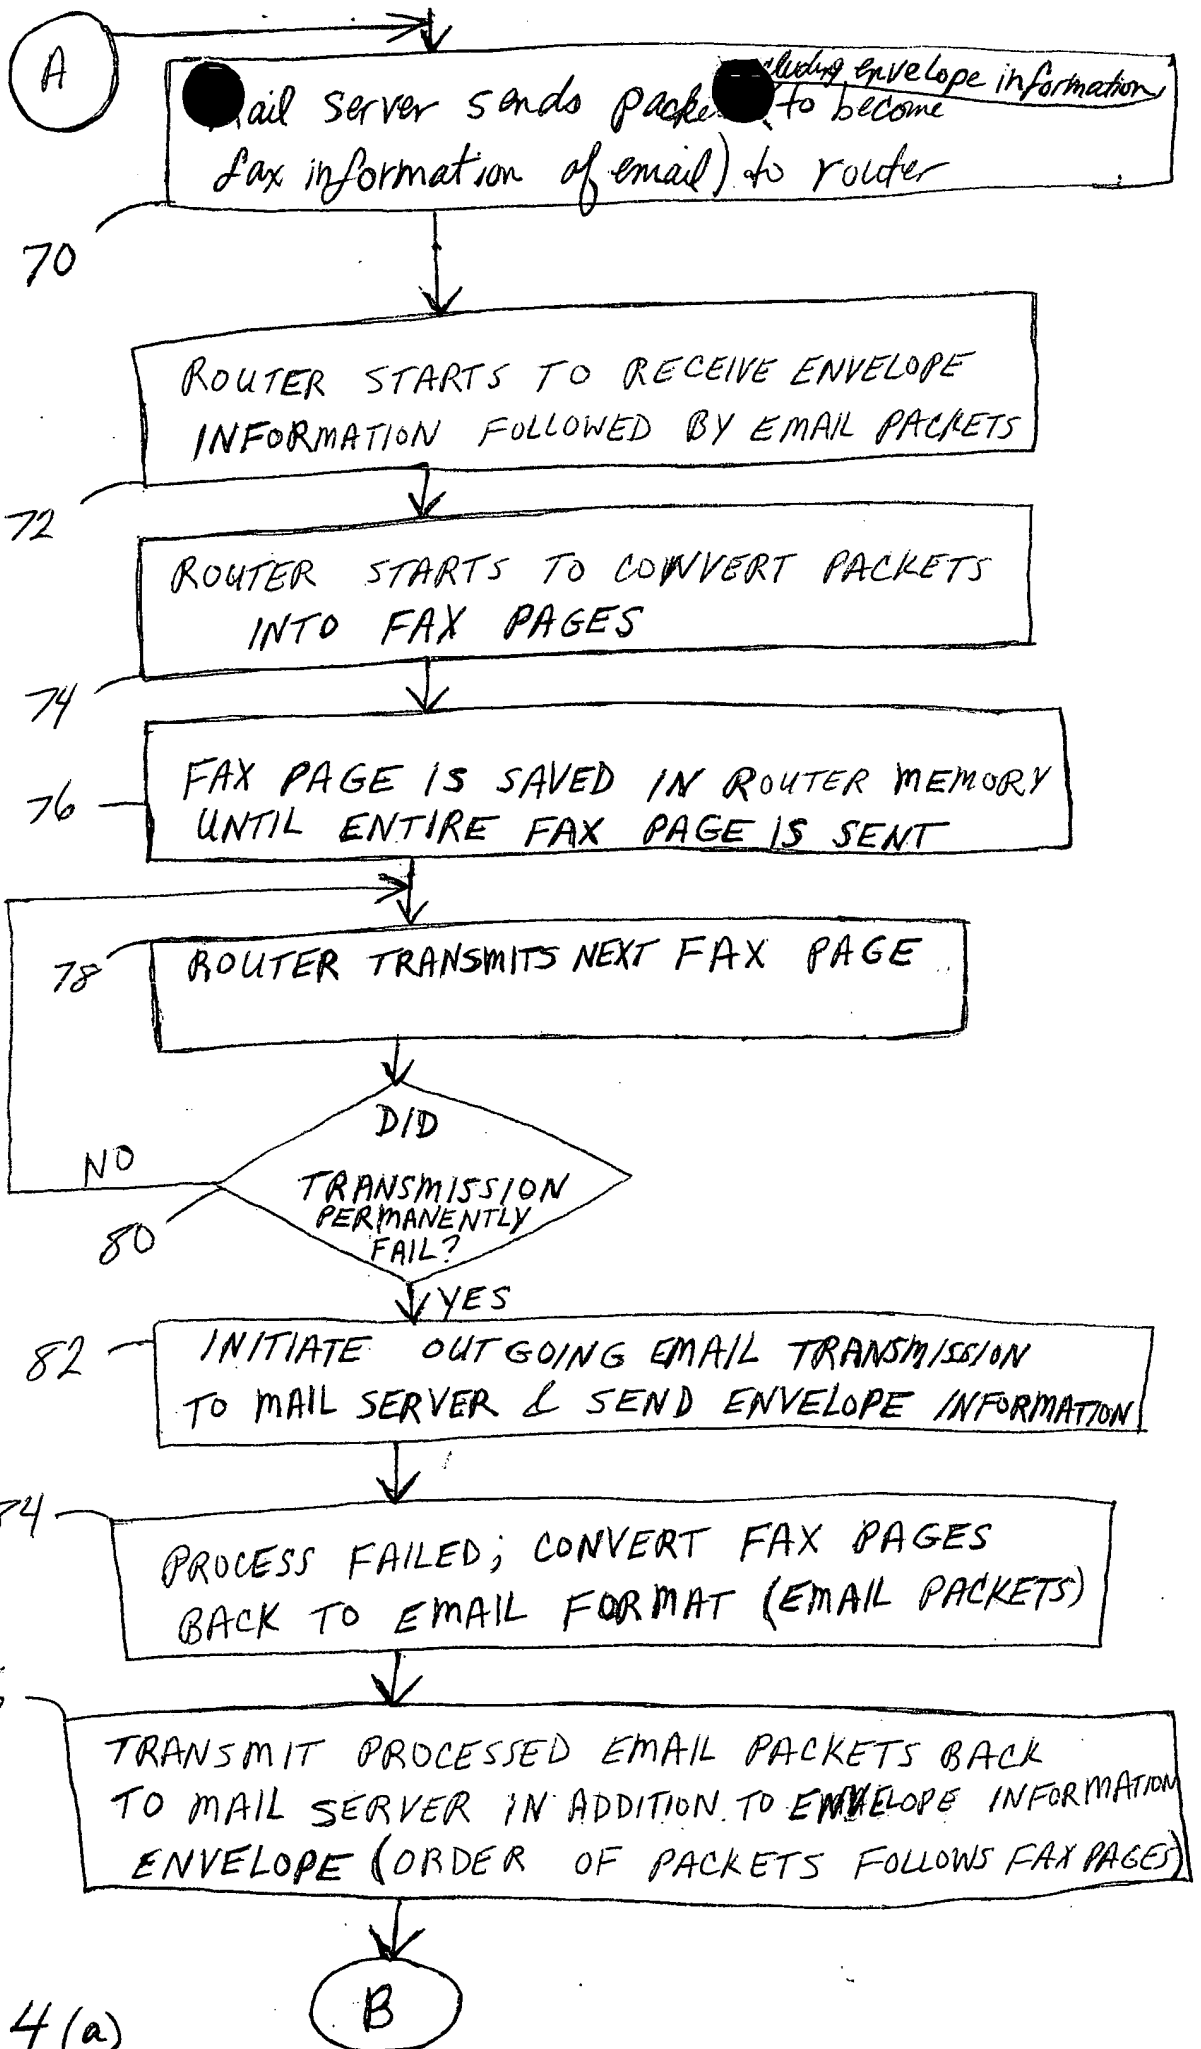 A
cluding envelope information
ail server sends packe (to become
fax information of email) to router
70
ROUTER STARTS TO RECEIVE ENVELOPE
INFORMATION FOLLOWED BY EMAIL PACKETS
72
ROUTER STARTS TO CONVERT PACKETS
INTO FAX PAGES
74
FAX PAGE IS SAVED IN ROUTER MEMORY
UNTIL ENTIRE FAX PAGE IS SENT
76
78
ROUTER TRANSMITS NEXT FAX PAGE
DID
TRANSMISSION
PERMANENTLY
FAIL?
NO
80
YES
82
INITIATE OUTGOING EMAIL TRANSMISSION
TO MAIL SERVER & SEND ENVELOPE INFORMATION
84
PROCESS FAILED; CONVERT FAX PAGES
BACK TO EMAIL FORMAT (EMAIL PACKETS)
TRANSMIT PROCESSED EMAIL PACKETS BACK
TO MAIL SERVER IN ADDITION TO ENVELOPE INFORMATION
ENVELOPE (ORDER OF PACKETS FOLLOWS FAX PAGES)
B
4(a)